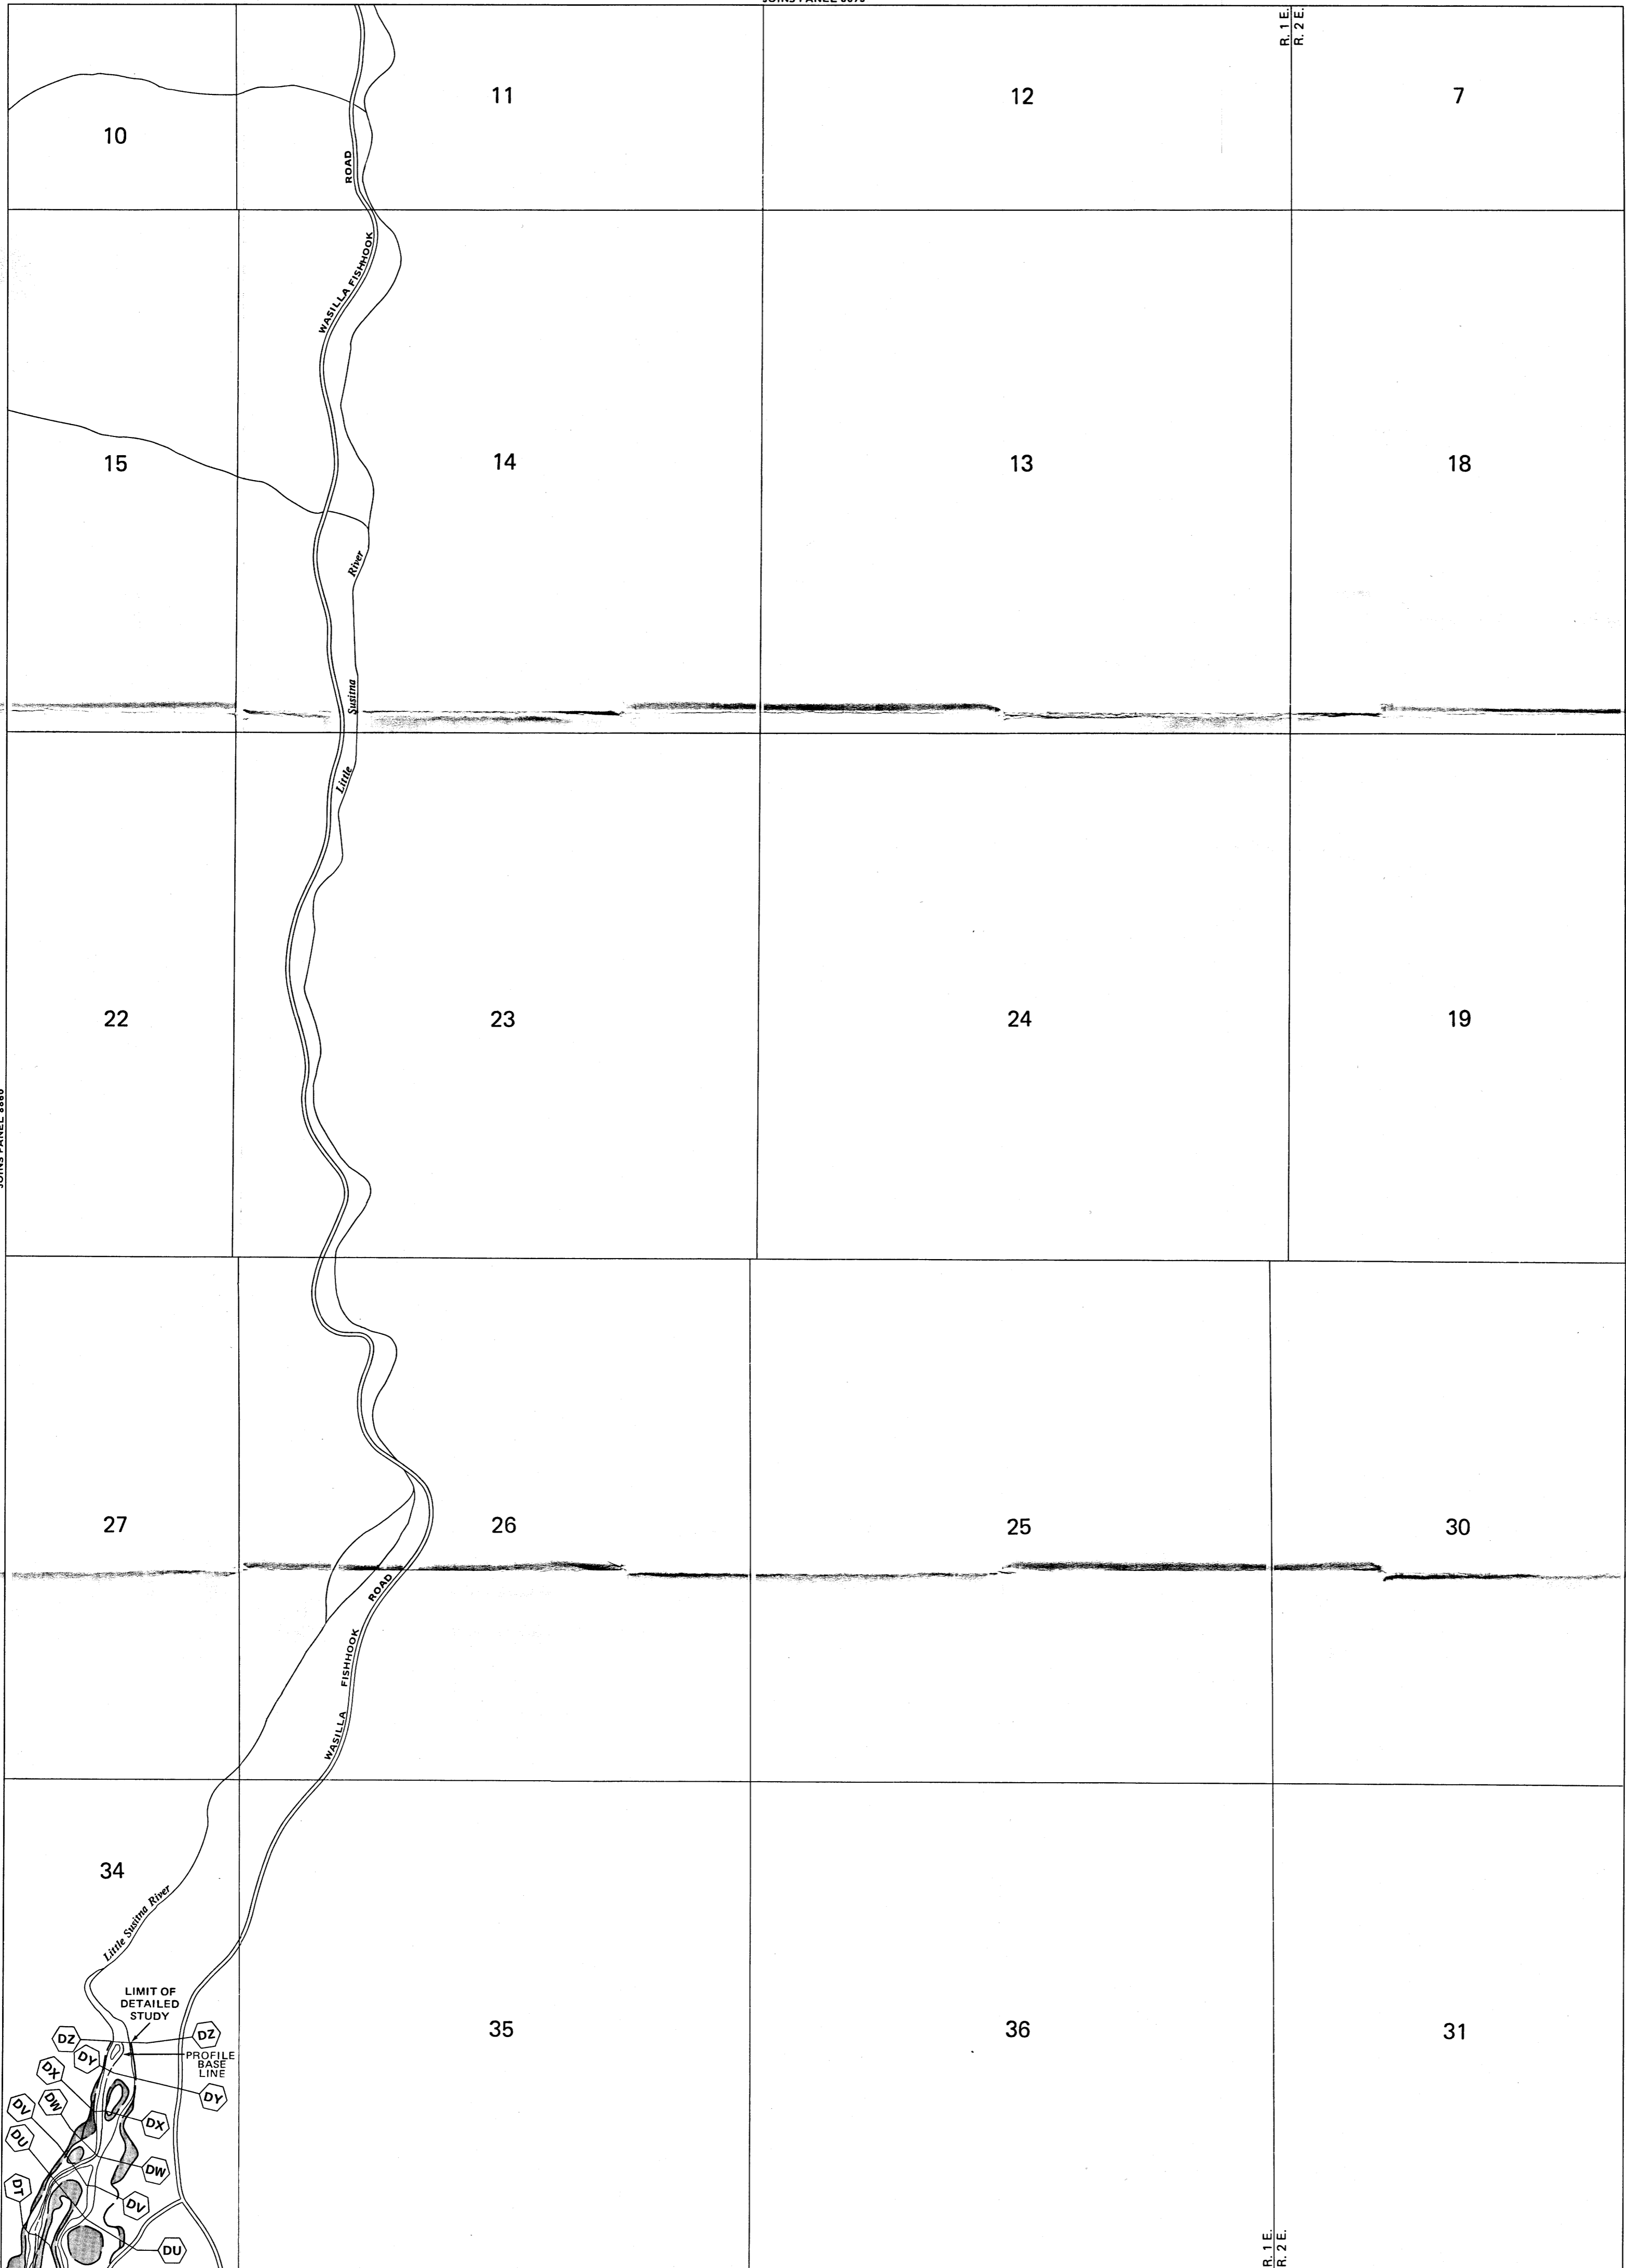 R. 1 E.
R. 2 E.
11
12
7
10
ROAD
WASILLA FISHHOOK
15
14
13
18
River
Susitna
Little
22
23
24
19
27
26
25
30
ROAD
FISHHOOK
WASILLA
34
Little Susitna River
LIMIT OF
DETAILED
STUDY
35
36
31
DZ
DZ
PROFILE
BASE
LINE
DY
DX
DY
DW
DV
DX
DU
DW
DT
DV
DU
R. 1 E.
R. 2 E.